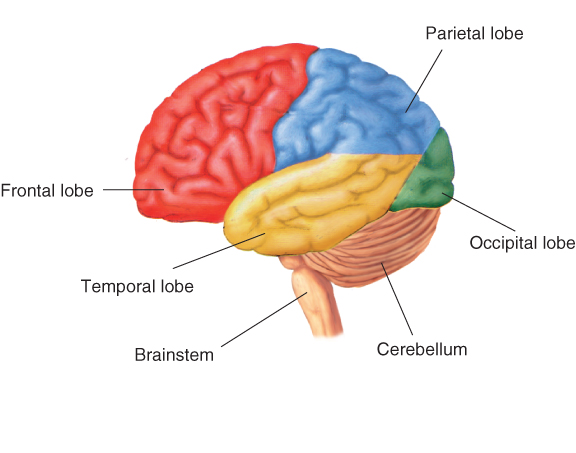 Parietal lobe
Frontal lobe
Occipital lobe
Temporal lobe
Brainstem
Cerebellum